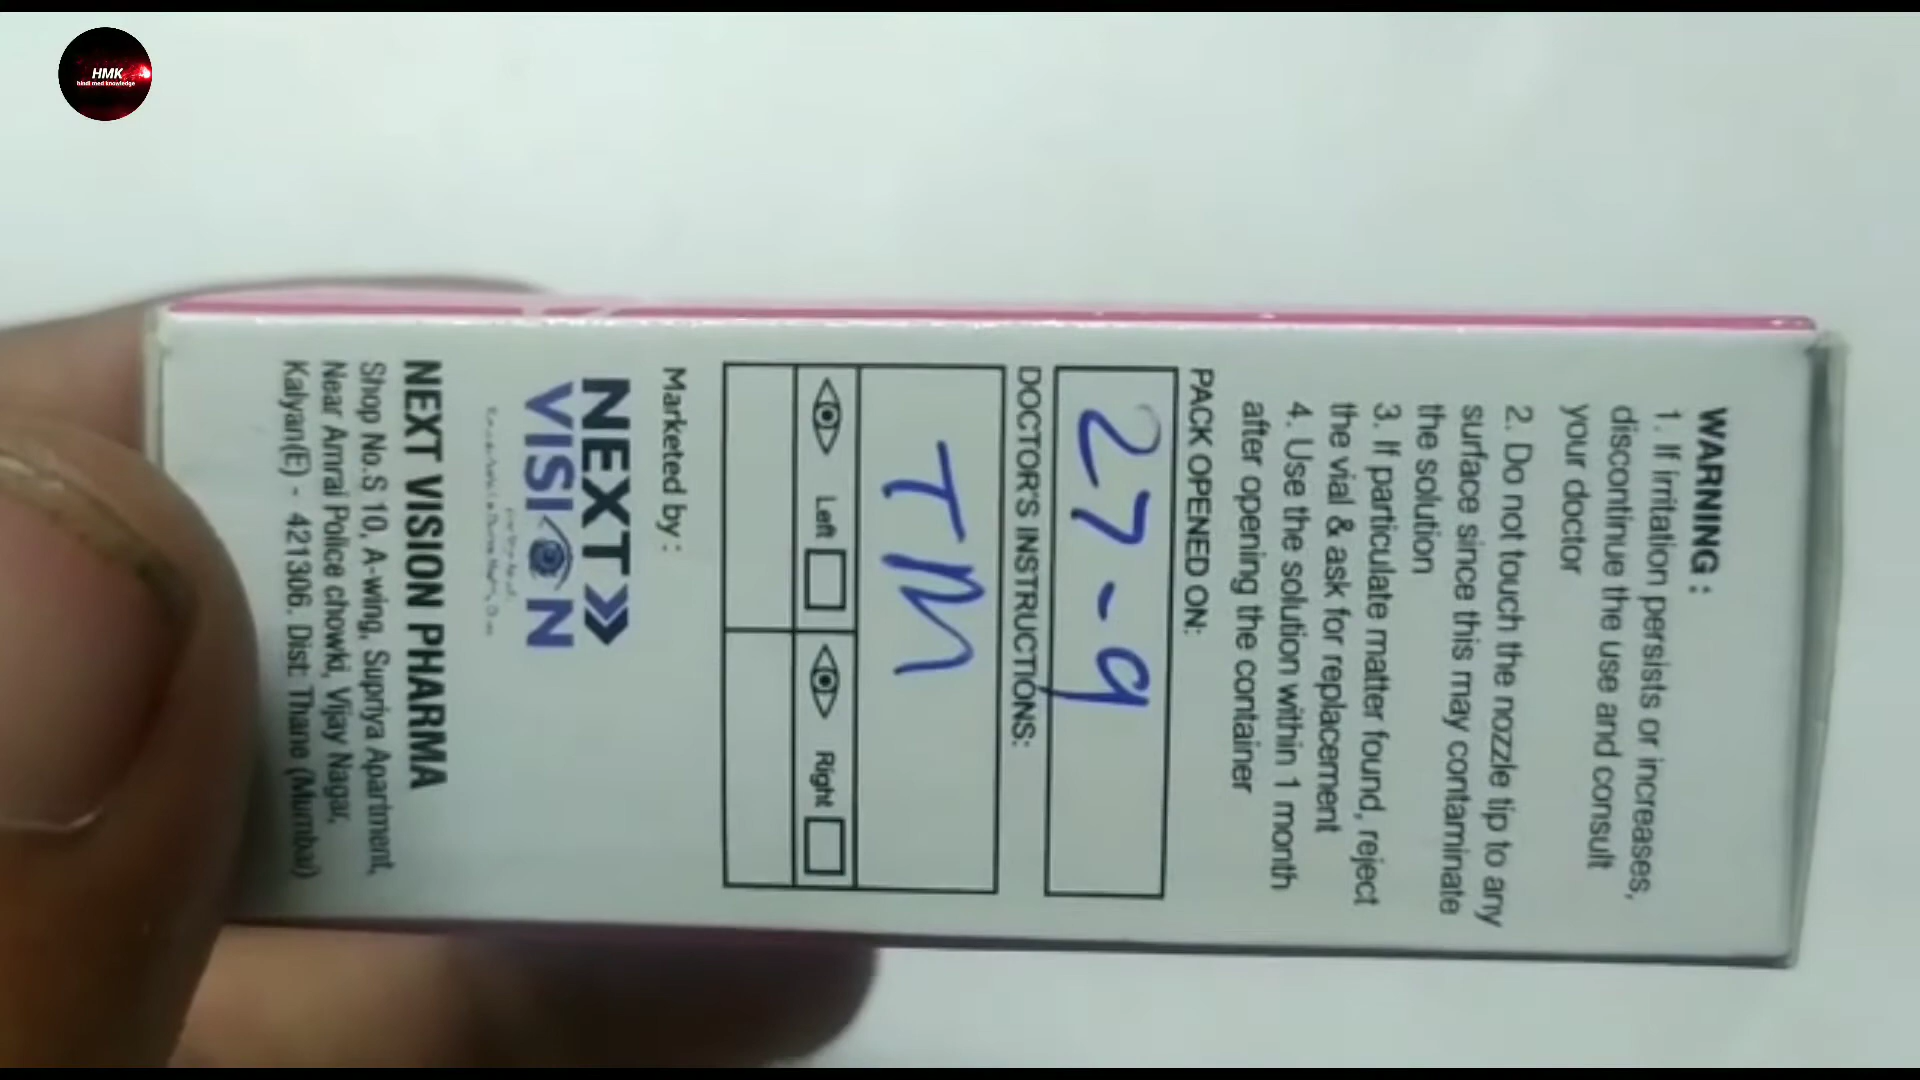 HMK
hindi med knowledge
WARNING :
1. If irritation persists or increases,
discontinue the use and consult
your doctor
2. Do not touch the nozzle tip to any
surface since this may contaminate
the solution
3. If particulate matter found, reject
the vial & ask for replacement
4. Use the solution within 1 month
after opening the container
PACK OPENED ON:
27-9
DOCTOR'S INSTRUCTIONS:
TM
Left
Right
Marketed by :
NEXT
VISION
NEXT VISION PHARMA
Shop No.S 10, A-wing, Supriya Apartment,
Near Amrai Police chowki, Vijay Nagar,
Kalyan(E) - 421306. Dist: Thane (Mumbai)